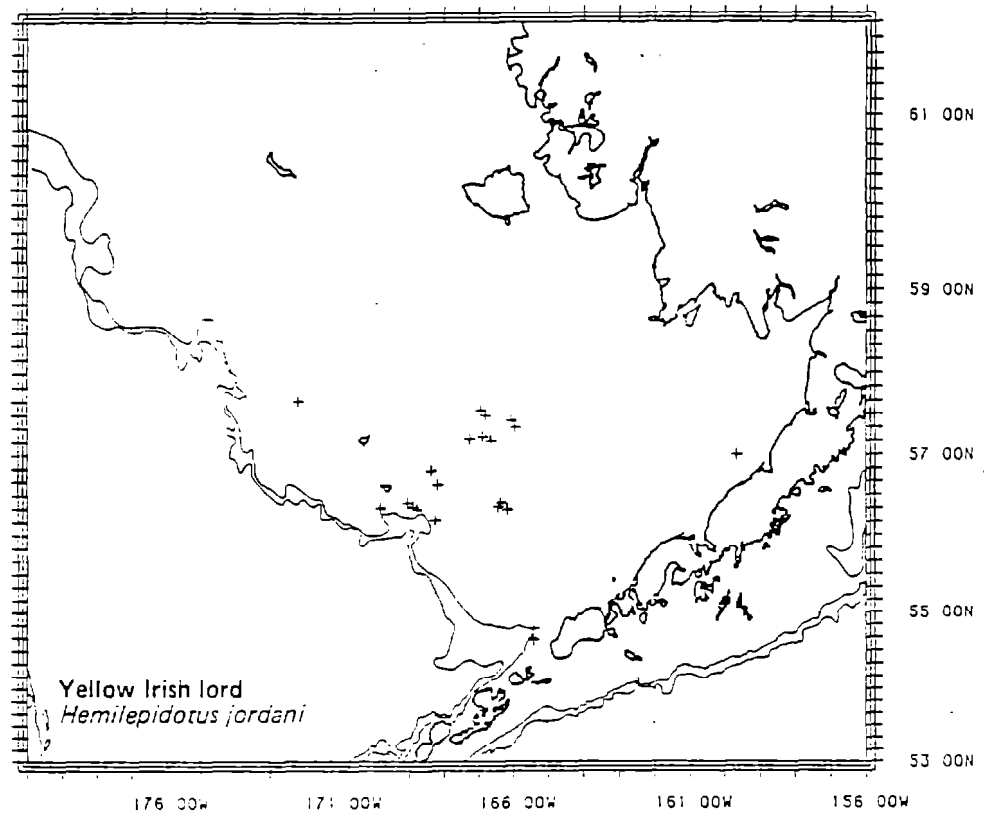 61 00N
59 00N
57 00N
55 00N
Yellow Irish lord
Hemilepidotus jordani
53 00N
176 00W 171 00W 166 00W 161 00W 156 00W